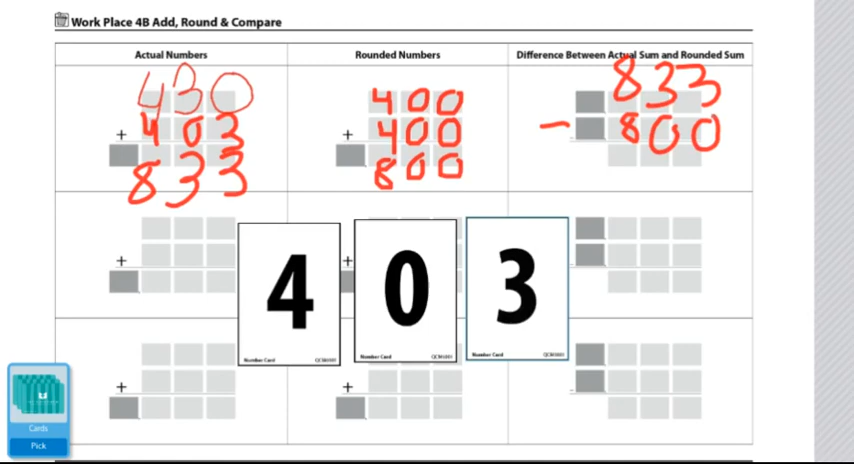 Work Place 4B Add, Round & Compare
Actual Numbers Rounded Numbers Difference Between Actual Sum and Rounded Sum
430
+ 403
833
400
+ 400
800
833
- 800
+ +
4 0 3
Number Card Number Card Number Card
+ +
Cards
Pick